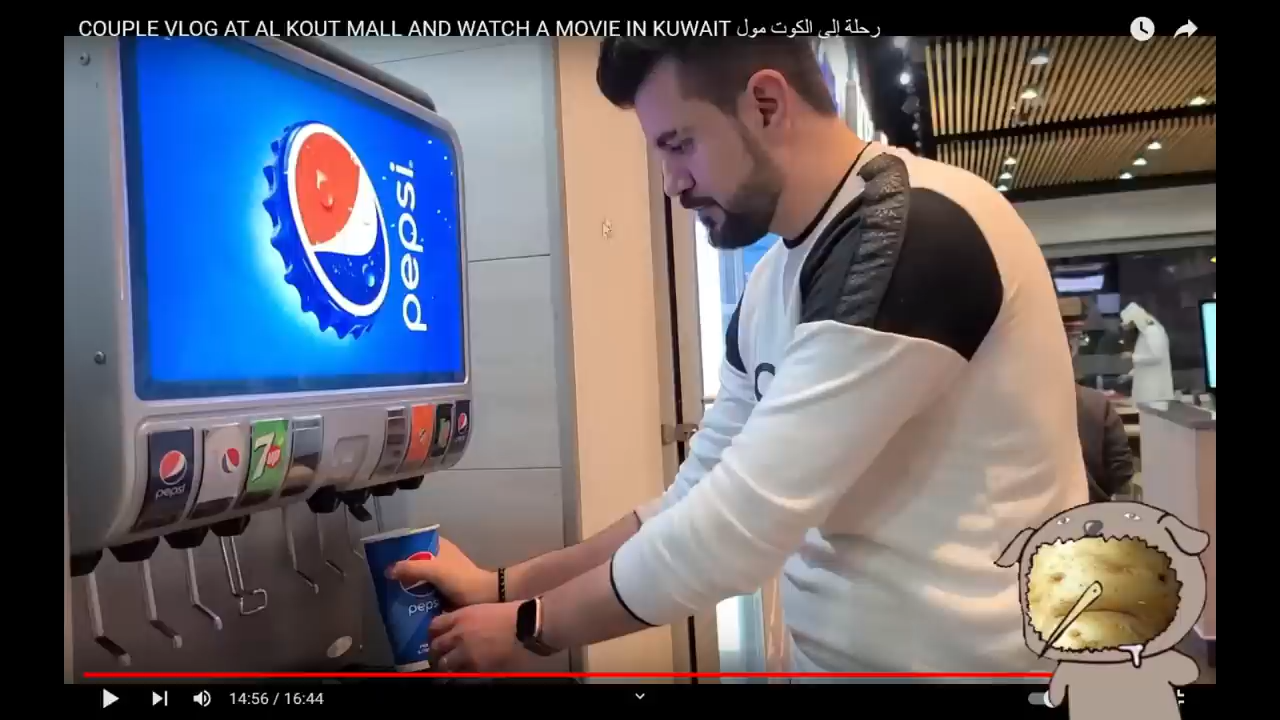 COUPLE VLOG AT AL KOUT MALL AND WATCH A MOVIE IN KUWAIT رحلة إلى الكوت مول
pepsi
pepsi
7up
pepsi
14:56 / 16:44